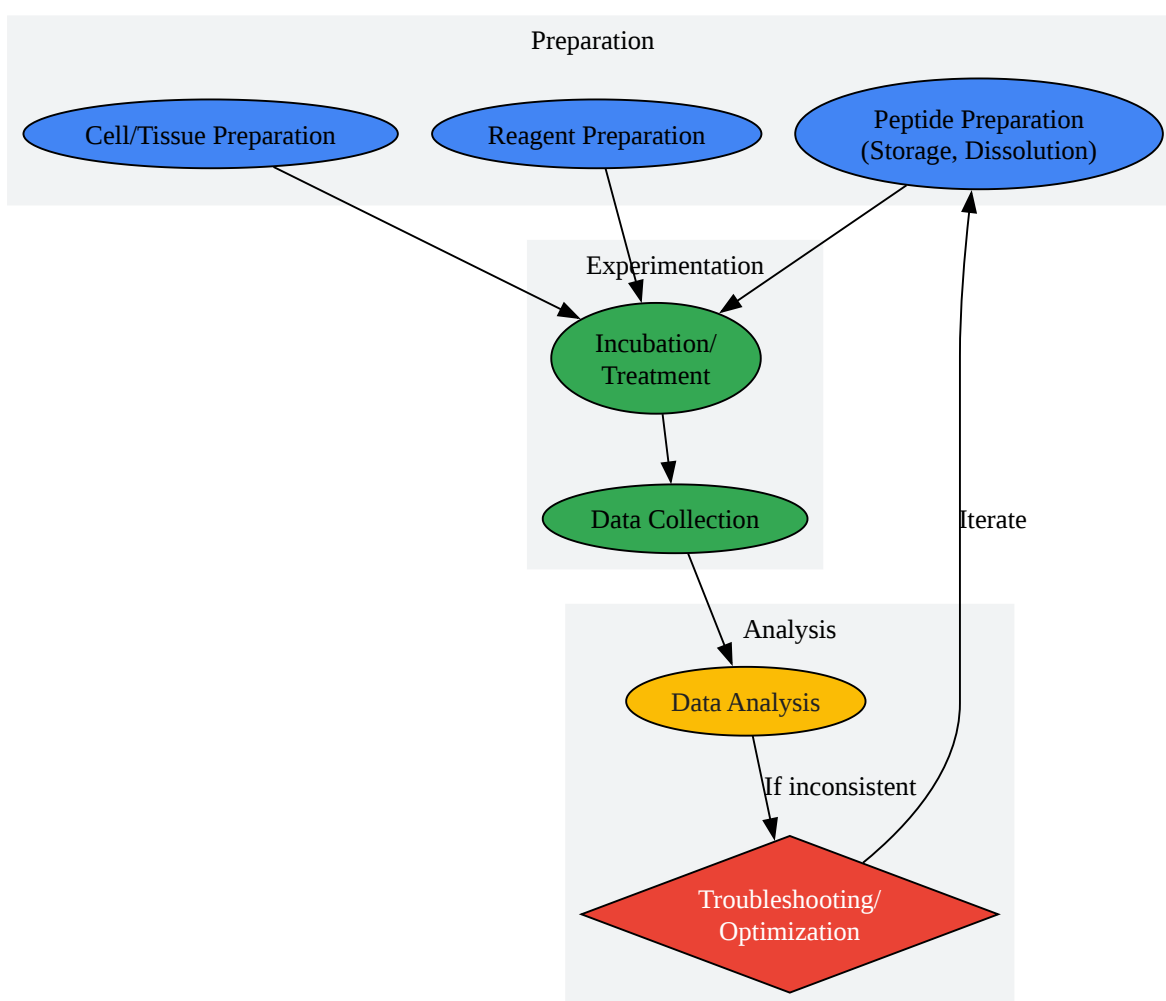 Preparation
Cell/Tissue Preparation
Reagent Preparation
Peptide Preparation
(Storage, Dissolution)
Experimentation
Incubation/
Treatment
Data Collection
Iterate
Analysis
Data Analysis
If inconsistent
Troubleshooting/
Optimization